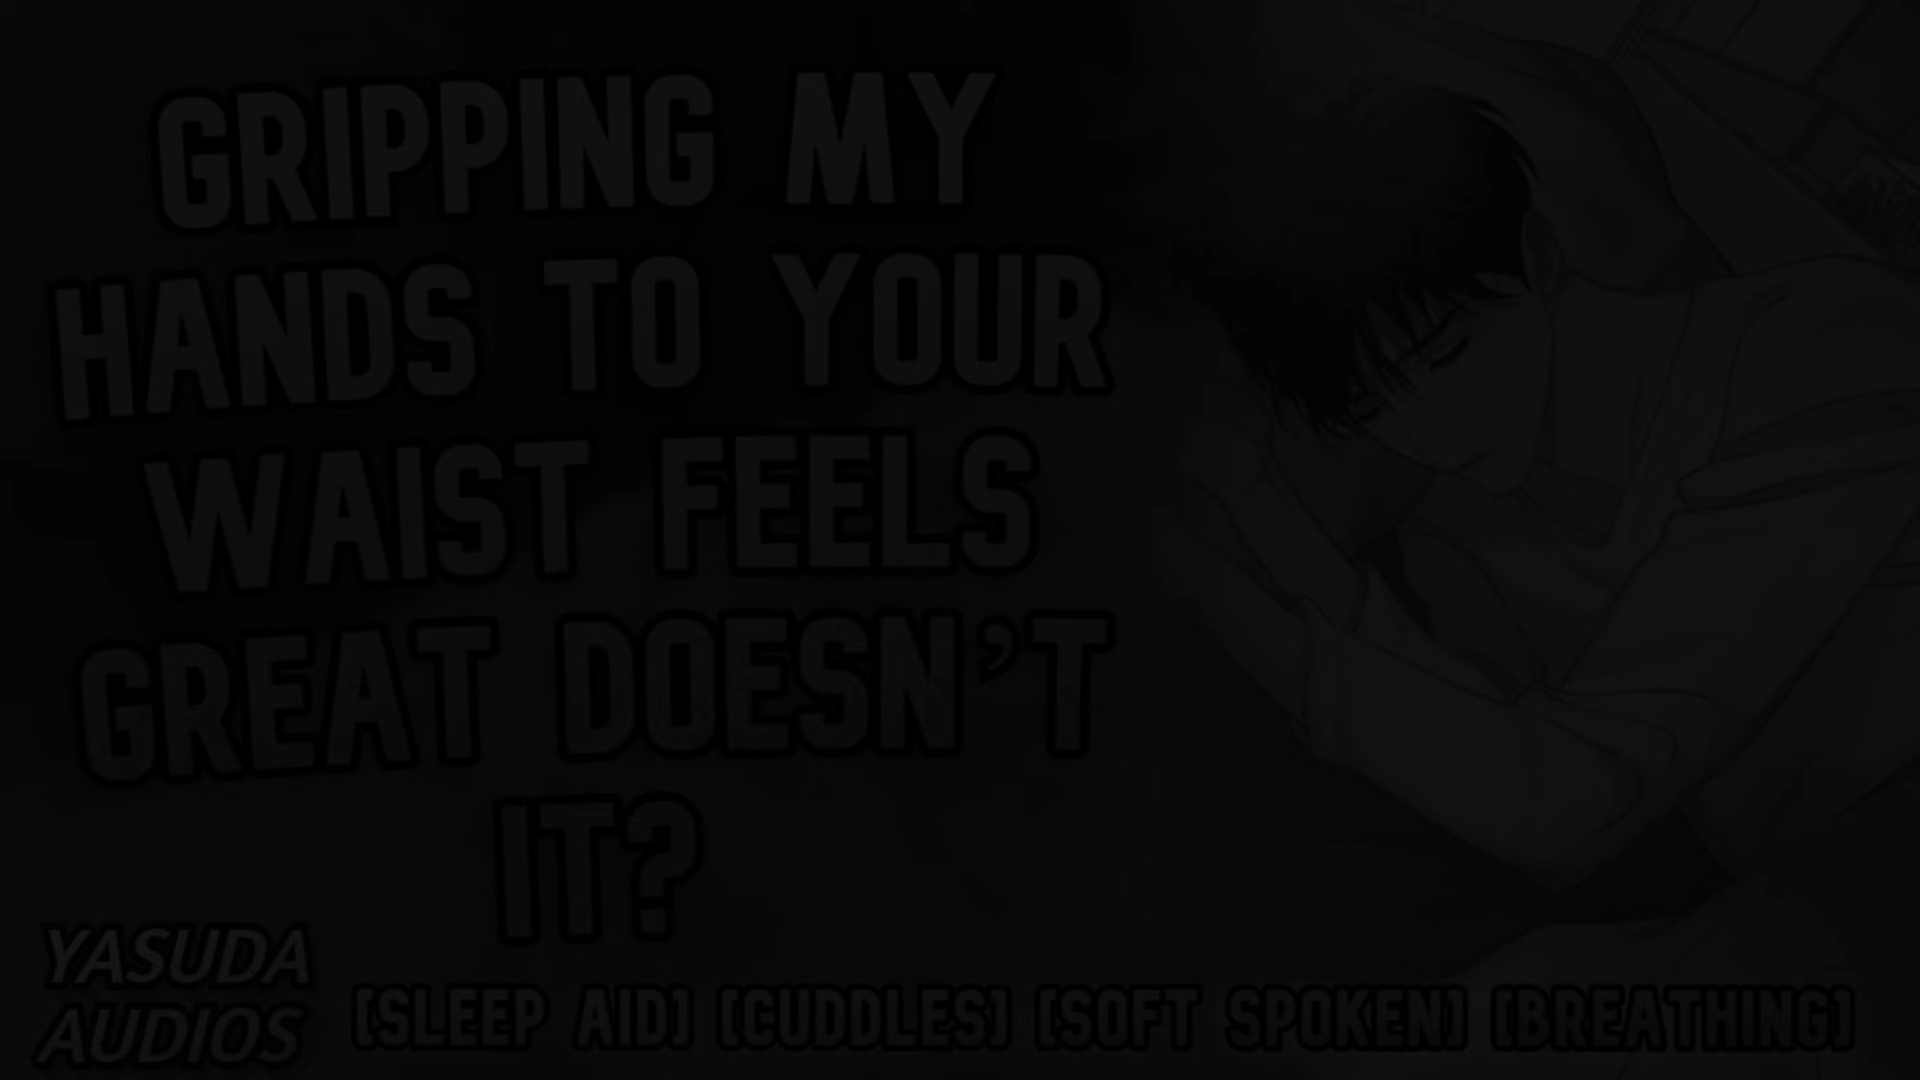 GRIPPING MY
HANDS TO YOUR
WAIST FEELS
GREAT DOESN'T
IT?
YASUDA
AUDIOS
[SLEEP AID] [CUDDLES] [SOFT SPOKEN] [BREATHING]